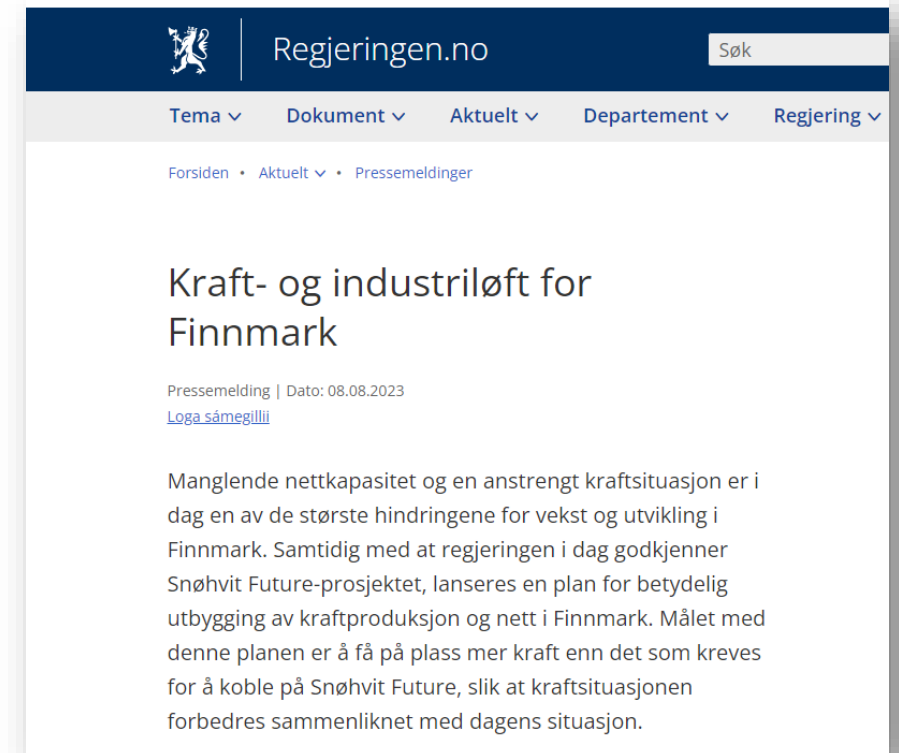 Regjeringen.no
Søk
Tema
Dokument
Aktuelt
Departement
Regjering
Forsiden • Aktuelt • Pressemeldinger
Kraft- og industriløft for
Finnmark
Pressemelding | Dato: 08.08.2023
Loga sámegillii
Manglende nettkapasitet og en anstrengt kraftsituasjon er i
dag en av de største hindringene for vekst og utvikling i
Finnmark. Samtidig med at regjeringen i dag godkjenner
Snøhvit Future-prosjektet, lanseres en plan for betydelig
utbygging av kraftproduksjon og nett i Finnmark. Målet med
denne planen er å få på plass mer kraft enn det som kreves
for å koble på Snøhvit Future, slik at kraftsituasjonen
forbedres sammenliknet med dagens situasjon.